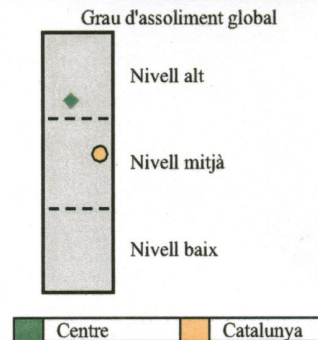 Grau d'assoliment global
Nivell alt
Nivell mitjà
Nivell baix
Centre
Catalunya